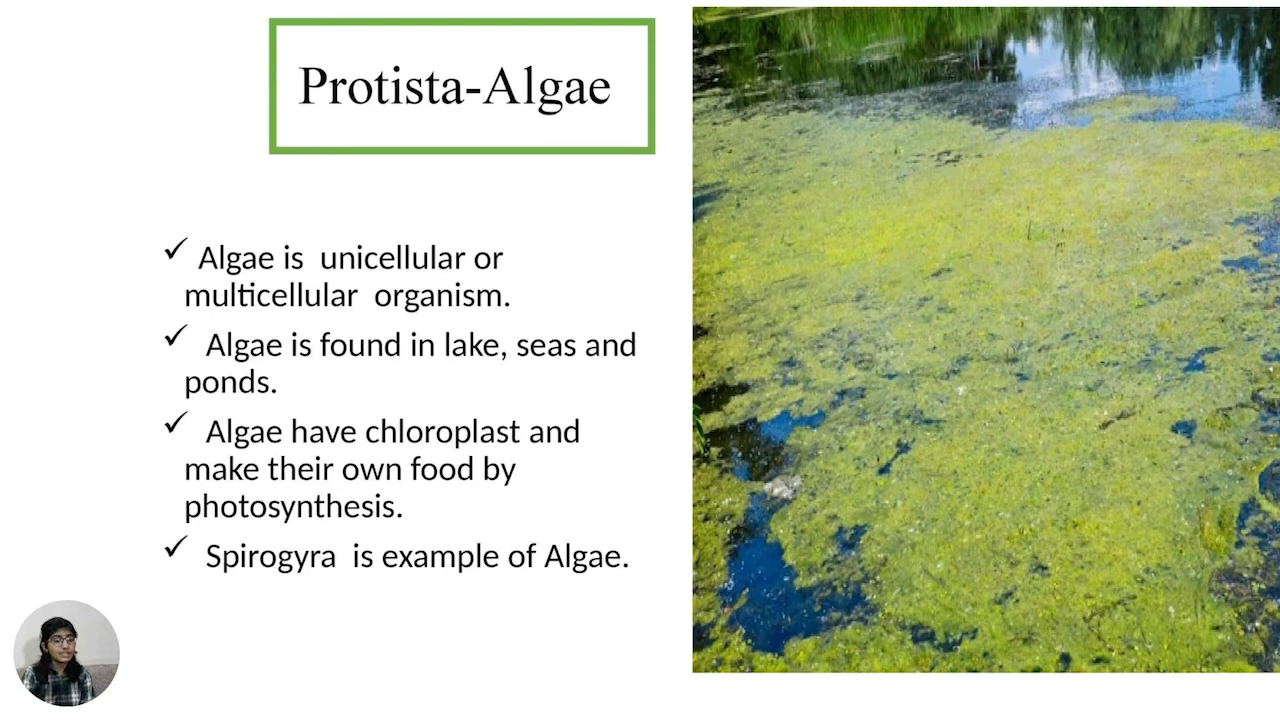 Protista-Algae
✓ Algae is unicellular or
multicellular organism.
✓ Algae is found in lake, seas and
ponds.
✓ Algae have chloroplast and
make their own food by
photosynthesis.
✓ Spirogyra is example of Algae.